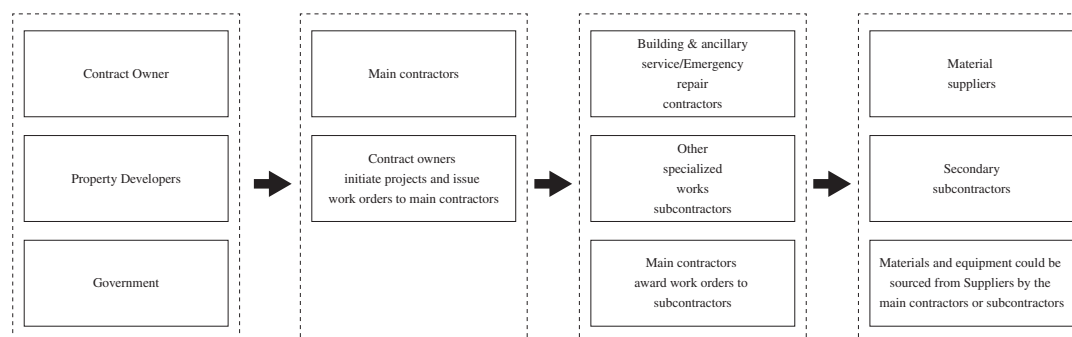 Contract Owner
Property Developers
Government
Main contractors
Contract owners
initiate projects and issue
work orders to main contractors
Building & ancillary
service/Emergency
repair
contractors
Other
specialized
works
subcontractors
Main contractors
award work orders to
subcontractors
Material
suppliers
Secondary
subcontractors
Materials and equipment could be
sourced from Suppliers by the
main contractors or subcontractors